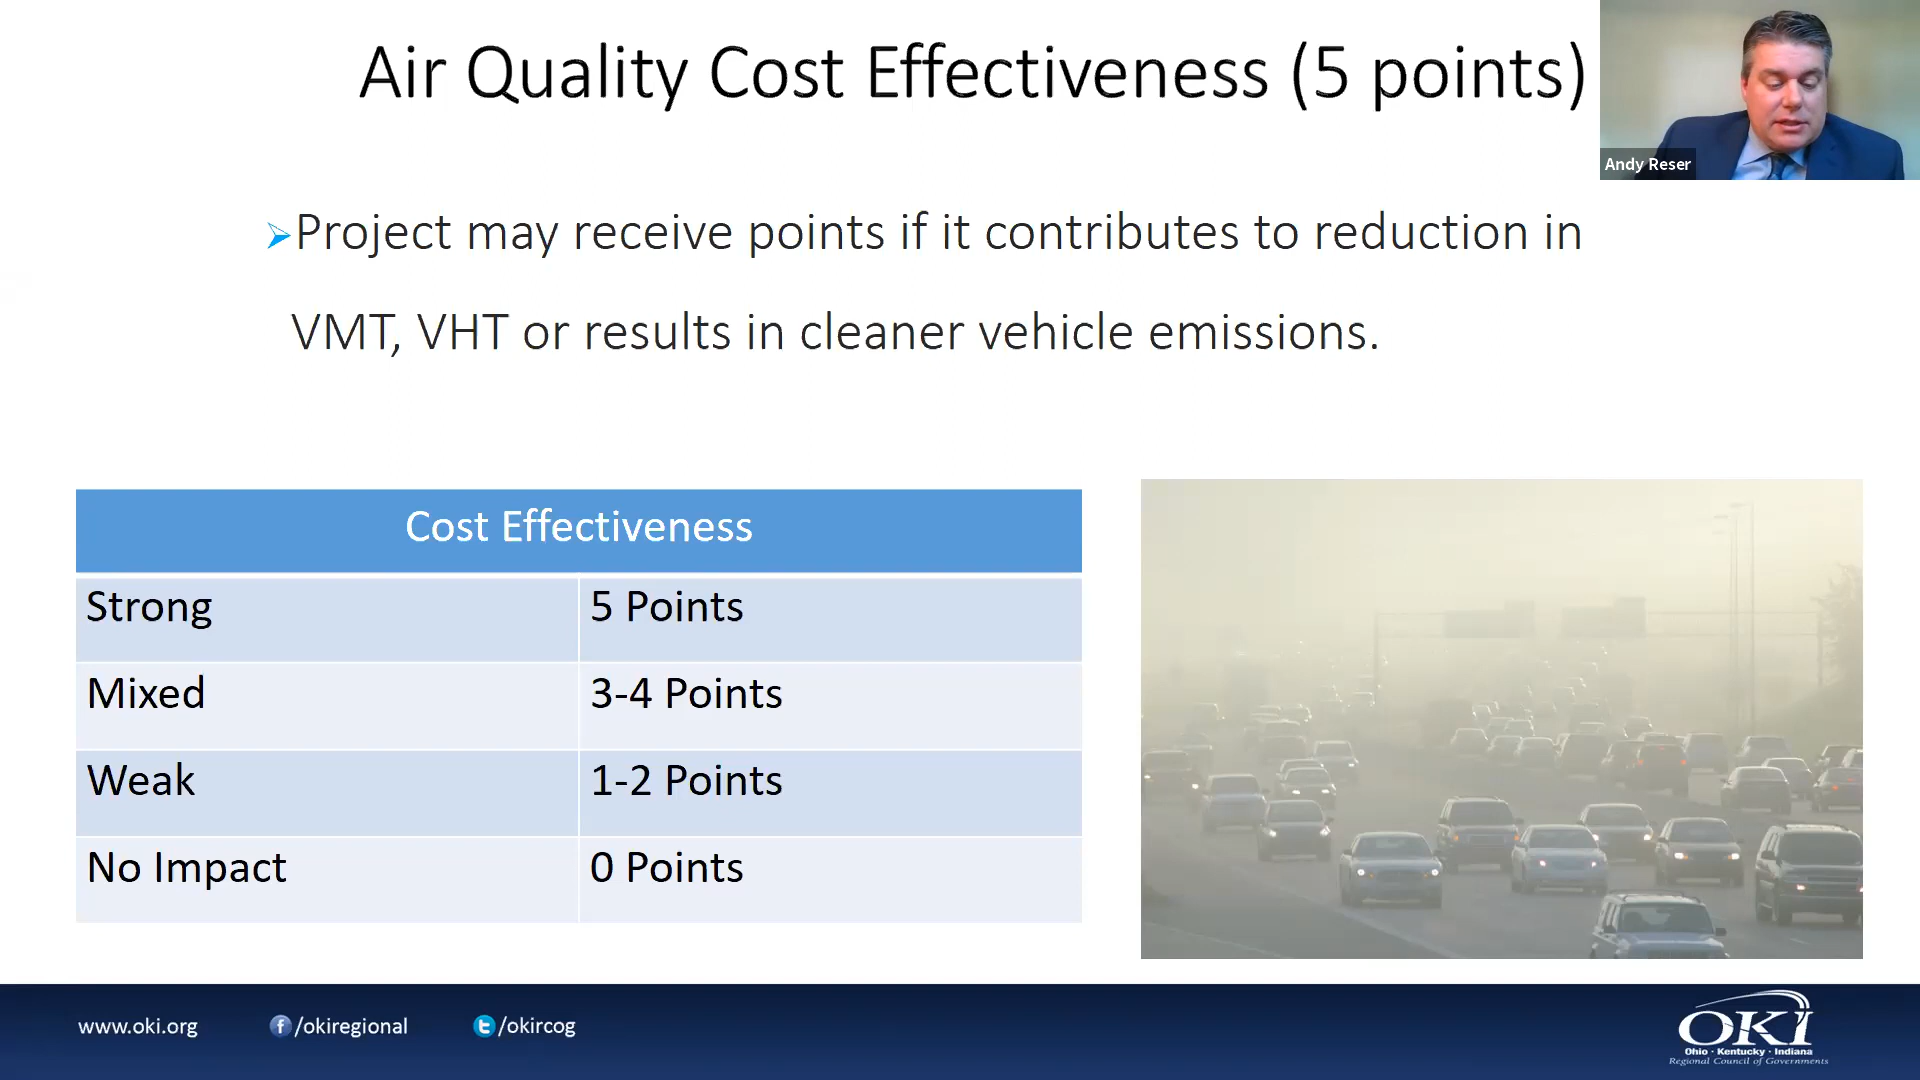 Air Quality Cost Effectiveness (5 points)
Andy Reser
Project may receive points if it contributes to reduction in
VMT, VHT or results in cleaner vehicle emissions.
Cost Effectiveness
Strong 5 Points
Mixed 3-4 Points
Weak 1-2 Points
No Impact 0 Points
www.oki.org /okiregional /okircog
OKI
Ohio · Kentucky · Indiana
Regional Council of Governments